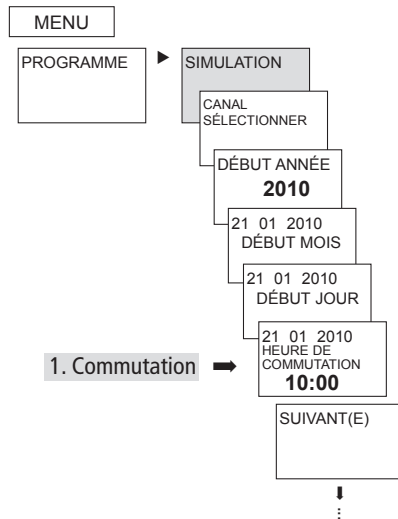 MENU
PROGRAMME
SIMULATION
CANAL
SÉLECTIONNER
DÉBUT ANNÉE
2010
21 01 2010
DÉBUT MOIS
21 01 2010
DÉBUT JOUR
21 01 2010
HEURE DE
COMMUTATION
10:00
1. Commutation
SUIVANT(E)